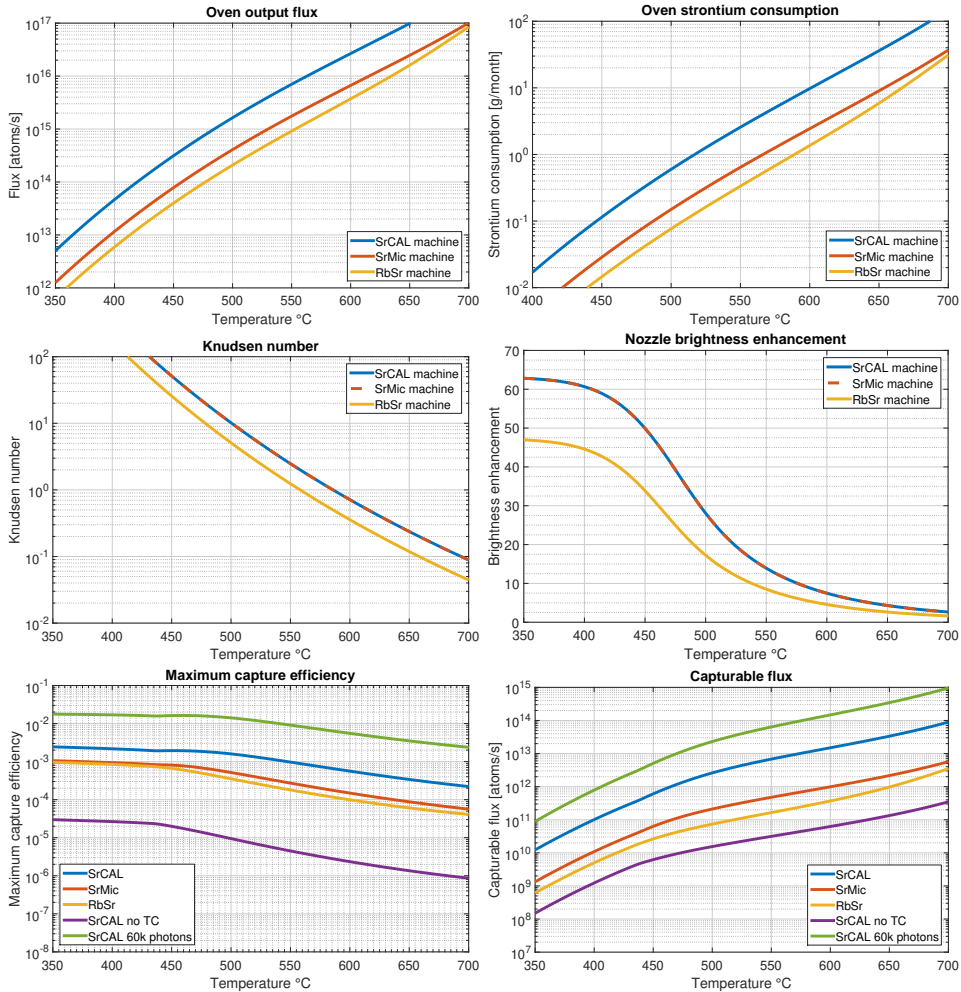 Oven output flux
Flux [atoms/s]
10^17
10^16
10^15
10^14
10^13
10^12
SrCAL machine
SrMic machine
RbSr machine
350 400 450 500 550 600 650 700
Temperature °C
Oven strontium consumption
Strontium consumption [g/month]
10^2
10^1
10^0
10^-1
10^-2
SrCAL machine
SrMic machine
RbSr machine
400 450 500 550 600 650 700
Temperature °C
Knudsen number
Knudsen number
10^2
10^1
10^0
10^-1
10^-2
SrCAL machine
SrMic machine
RbSr machine
350 400 450 500 550 600 650 700
Temperature °C
Nozzle brightness enhancement
Brightness enhancement
70
60
50
40
30
20
10
0
SrCAL machine
SrMic machine
RbSr machine
350 400 450 500 550 600 650 700
Temperature °C
Maximum capture efficiency
Maximum capture efficiency
10^-1
10^-2
10^-3
10^-4
10^-5
10^-6
10^-7
10^-8
SrCAL
SrMic
RbSr
SrCAL no TC
SrCAL 60k photons
350 400 450 500 550 600 650 700
Temperature °C
Capturable flux
Capturable flux [atoms/s]
10^15
10^14
10^13
10^12
10^11
10^10
10^9
10^8
10^7
SrCAL
SrMic
RbSr
SrCAL no TC
SrCAL 60k photons
350 400 450 500 550 600 650 700
Temperature °C